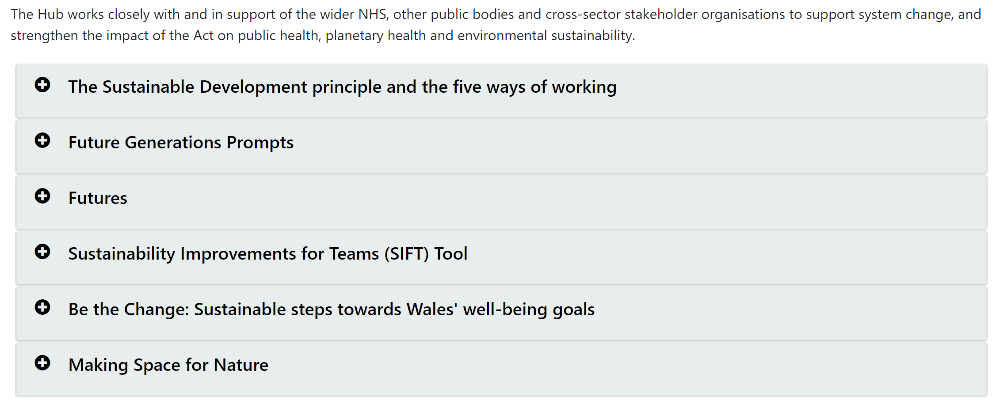 The Hub works closely with and in support of the wider NHS, other public bodies and cross-sector stakeholder organisations to support system change, and
strengthen the impact of the Act on public health, planetary health and environmental sustainability.
The Sustainable Development principle and the five ways of working
Future Generations Prompts
Futures
Sustainability Improvements for Teams (SIFT) Tool
Be the Change: Sustainable steps towards Wales' well-being goals
Making Space for Nature